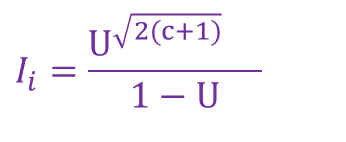 I_i = U^√(2(c+1)) / (1 − U)